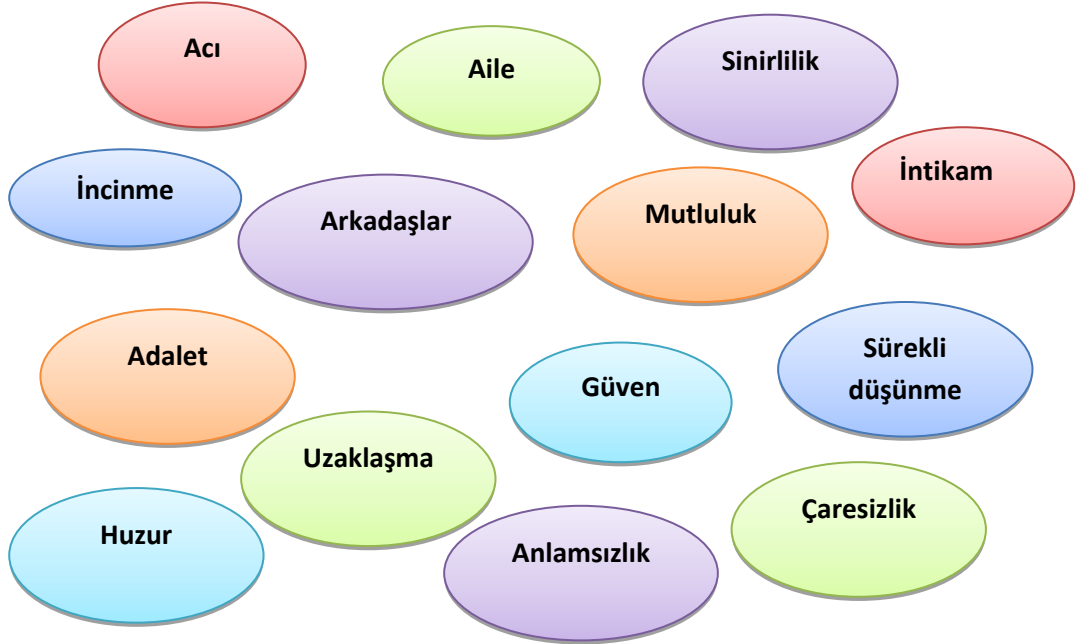 Acı
Aile
Sinirlilik
İncinme
Arkadaşlar
Mutluluk
İntikam
Adalet
Güven
Sürekli
düşünme
Uzaklaşma
Huzur
Anlamsızlık
Çaresizlik